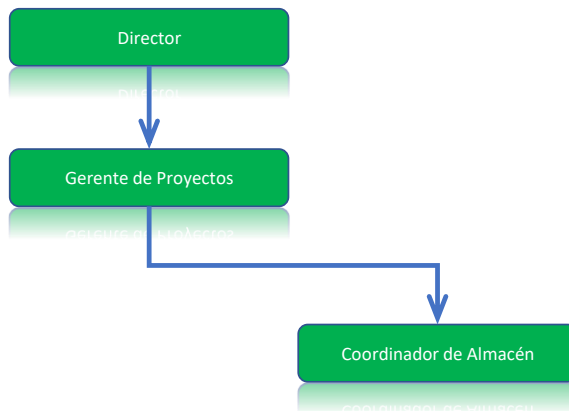 Director
Gerente de Proyectos
Coordinador de Almacén